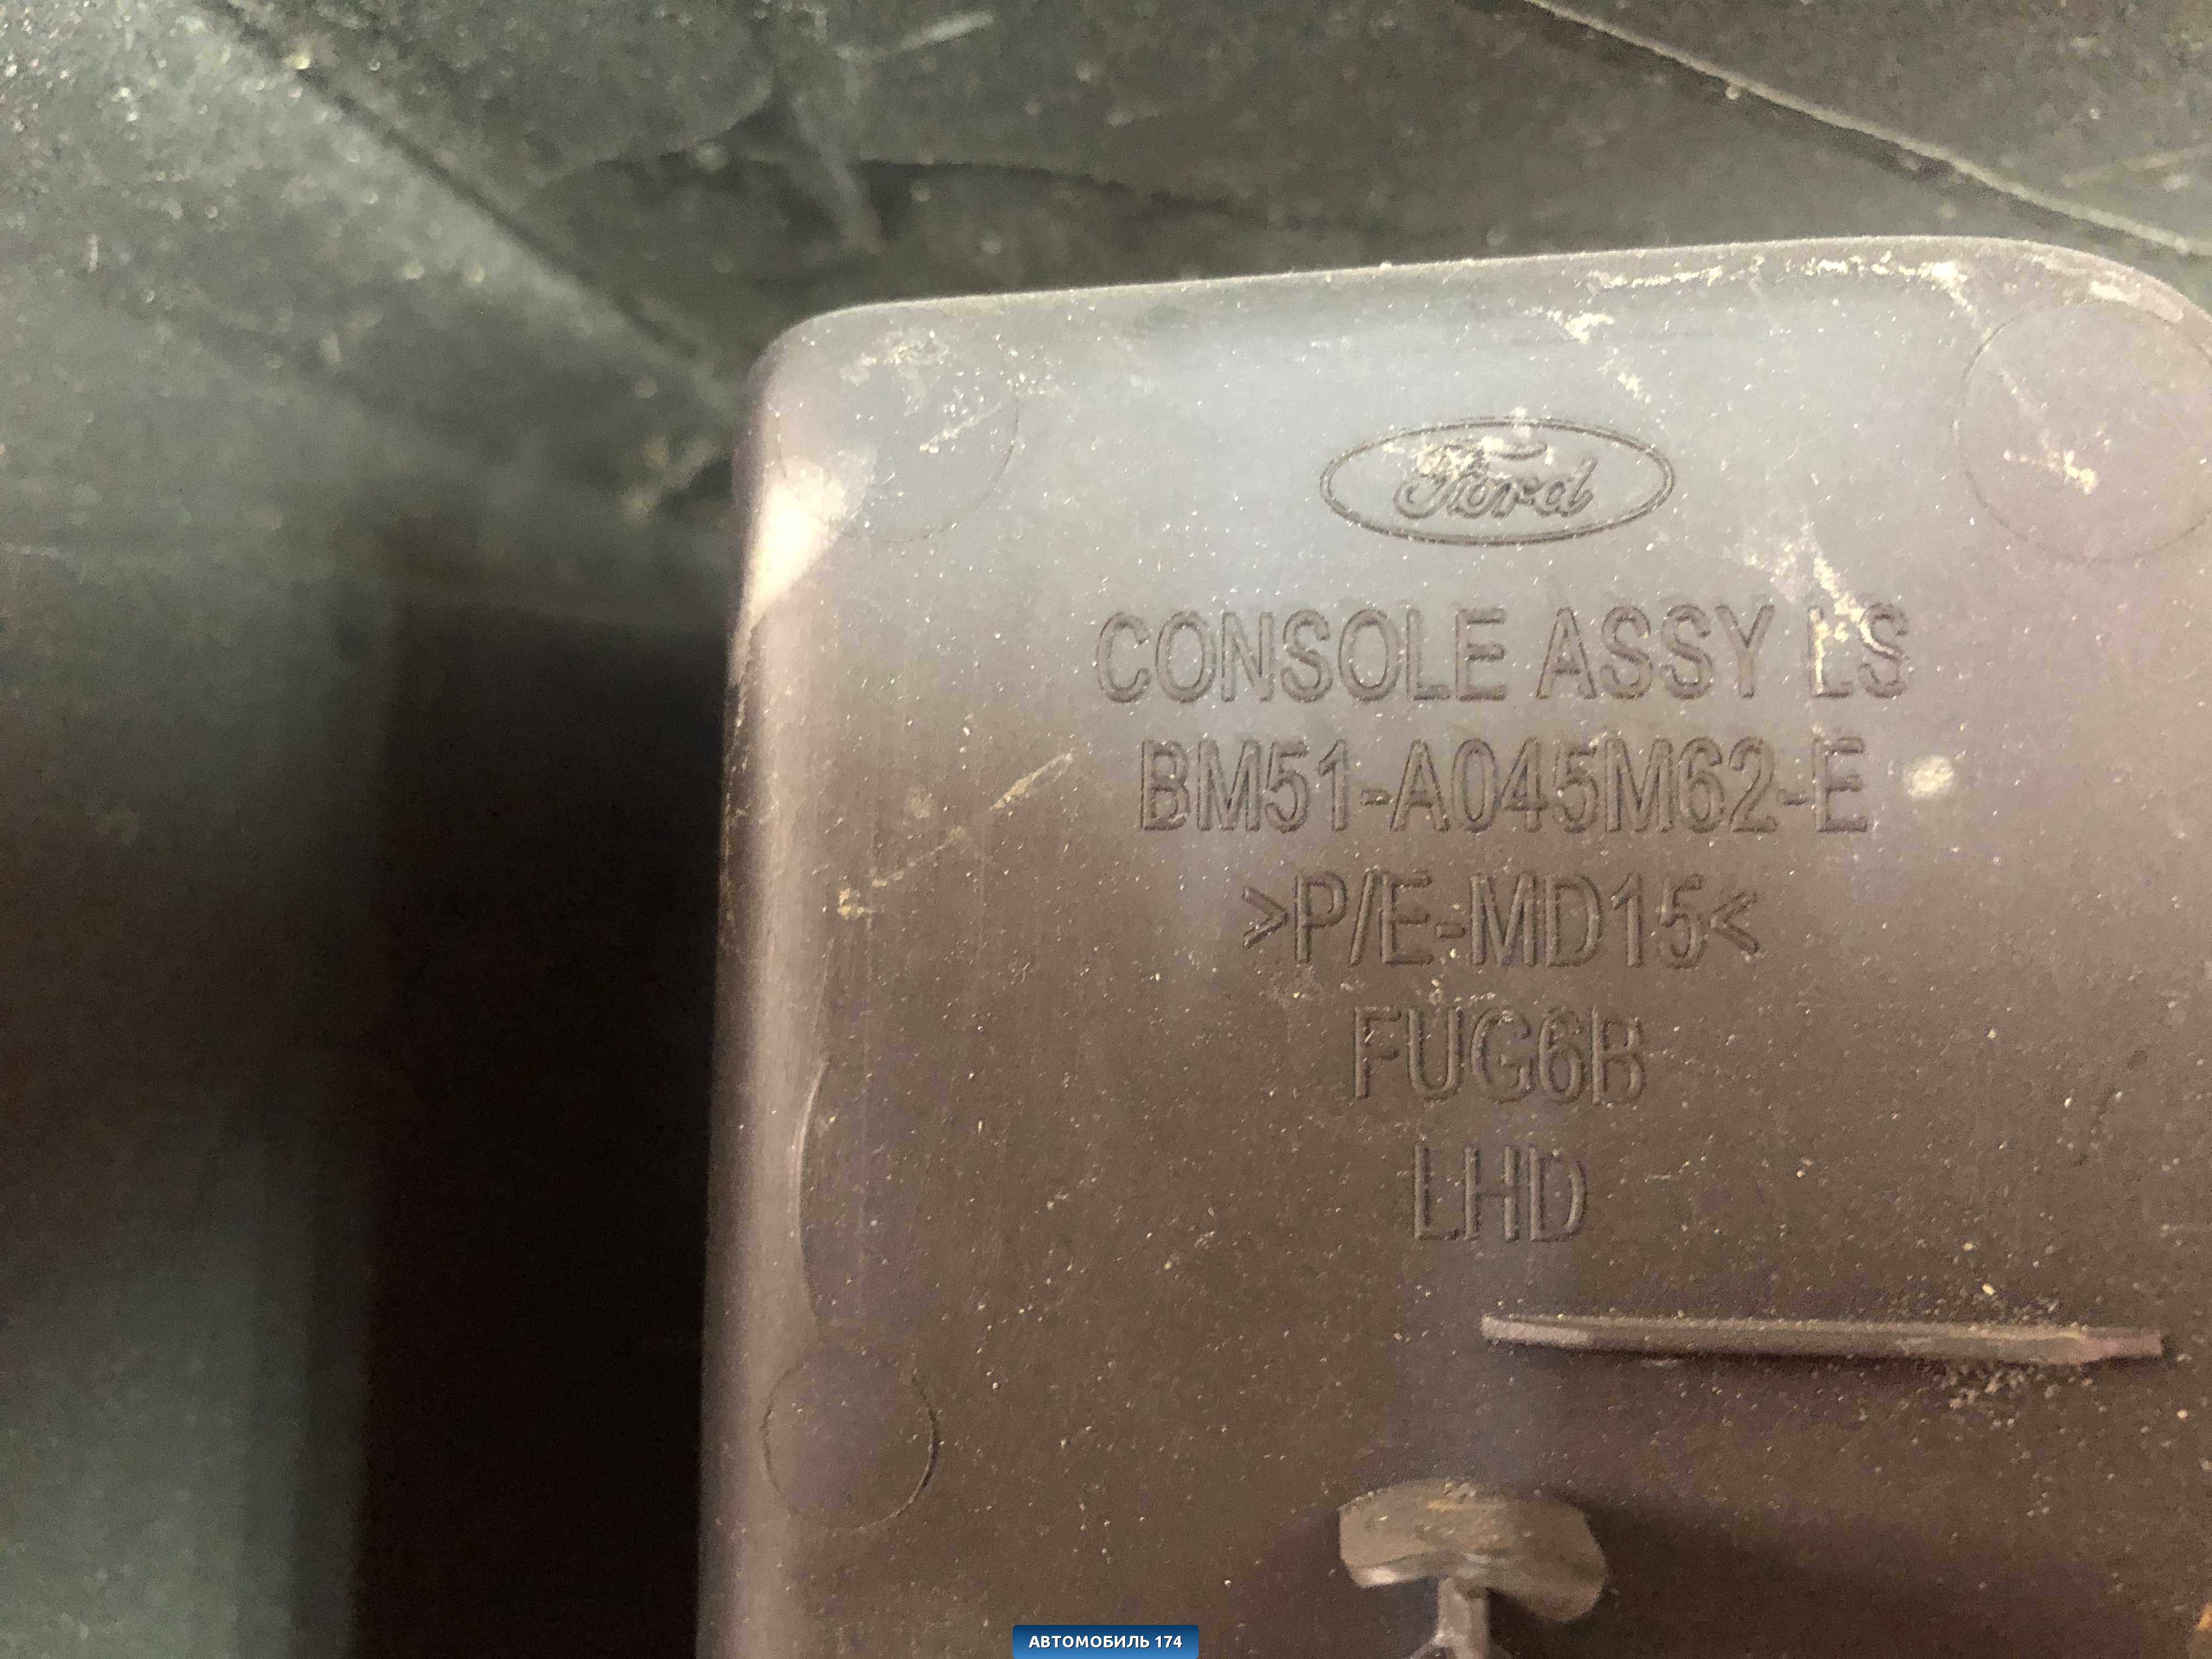 Ford
CONSOLE ASSY LS
BM51-A045M62-E
>P/E-MD15<
FUG6B
LHD
АВТОМОБИЛЬ 174